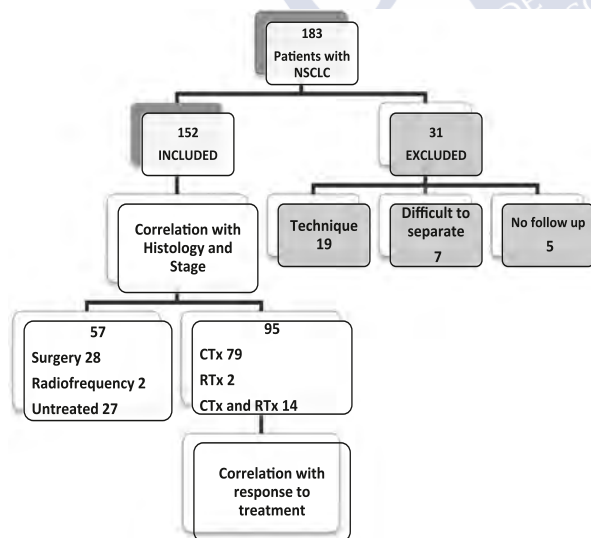 183
Patients with
NSCLC
152
INCLUDED
31
EXCLUDED
Technique
19
Difficult to
separate
7
No follow up
5
Correlation with
Histology and
Stage
57
Surgery 28
Radiofrequency 2
Untreated 27
95
CTx 79
RTx 2
CTx and RTx 14
Correlation with
response to
treatment